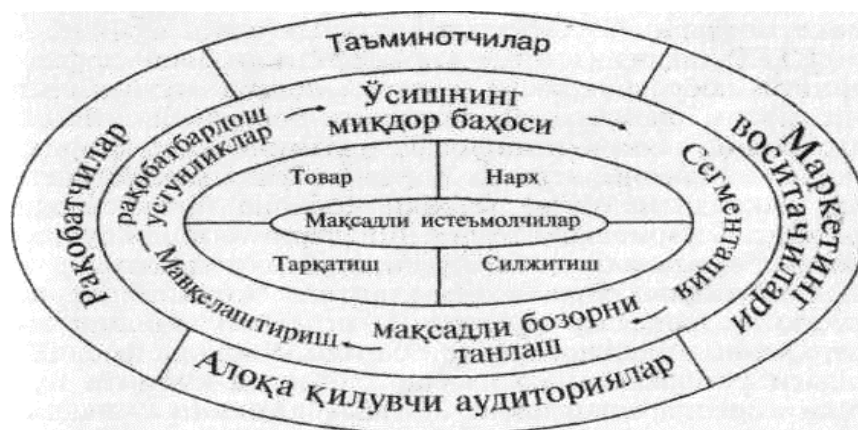 Таъминотчилар
Ўсишнинг
миқдор баҳоси
рақобатбардош
устунликлар
Рақобатчилар
Маркетинг
воситачилари
Сегментация
Товар
Нарх
Мақсадли истеъмолчилар
Тарқатиш
Силжитиш
Мавқелаштириш
мақсадли бозорни
танлаш
Алоқа қилувчи аудиториялар